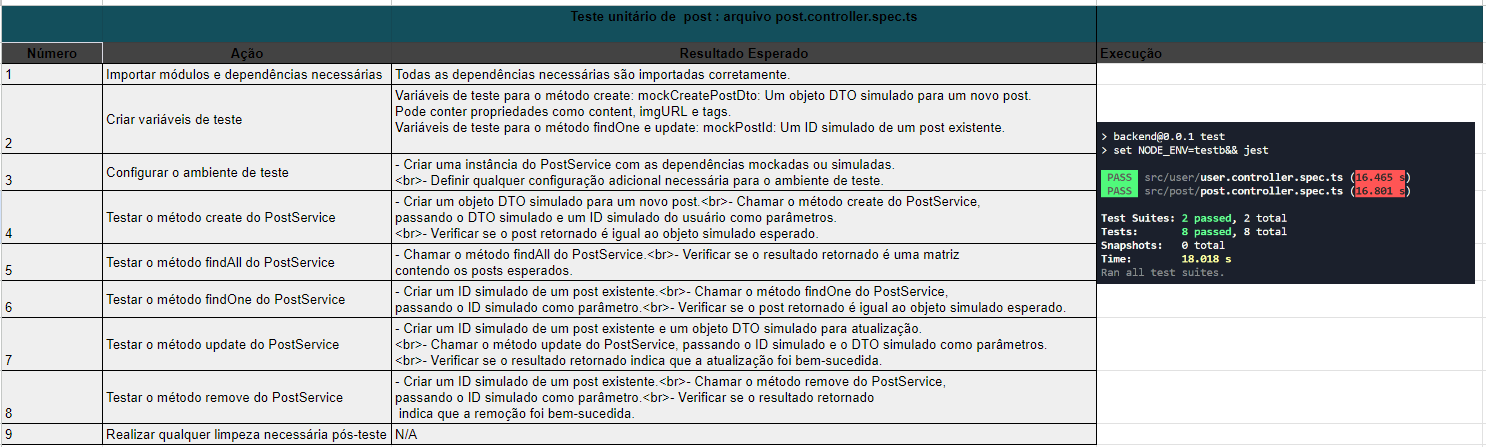 Teste unitário de  post : arquivo post.controller.spec.ts
Número Ação Resultado Esperado Execução
1 Importar módulos e dependências necessárias Todas as dependências necessárias são importadas corretamente.
2 Criar variáveis de teste
Variáveis de teste para o método create: mockCreatePostDto: Um objeto DTO simulado para um novo post.
Pode conter propriedades como content, imgURL e tags.
Variáveis de teste para o método findOne e update: mockPostId: Um ID simulado de um post existente.
3 Configurar o ambiente de teste
- Criar uma instância do PostService com as dependências mockadas ou simuladas.
<br>- Definir qualquer configuração adicional necessária para o ambiente de teste.
4 Testar o método create do PostService
- Criar um objeto DTO simulado para um novo post.<br>- Chamar o método create do PostService,
passando o DTO simulado e um ID simulado do usuário como parâmetros.
<br>- Verificar se o post retornado é igual ao objeto simulado esperado.
5 Testar o método findAll do PostService
- Chamar o método findAll do PostService.<br>- Verificar se o resultado retornado é uma matriz
contendo os posts esperados.
6 Testar o método findOne do PostService
- Criar um ID simulado de um post existente.<br>- Chamar o método findOne do PostService,
passando o ID simulado como parâmetro.<br>- Verificar se o post retornado é igual ao objeto simulado esperado.
7 Testar o método update do PostService
- Criar um ID simulado de um post existente e um objeto DTO simulado para atualização.
<br>- Chamar o método update do PostService, passando o ID simulado e o DTO simulado como parâmetros.
<br>- Verificar se o resultado retornado indica que a atualização foi bem-sucedida.
8 Testar o método remove do PostService
- Criar um ID simulado de um post existente.<br>- Chamar o método remove do PostService,
passando o ID simulado como parâmetro.<br>- Verificar se o resultado retornado
indica que a remoção foi bem-sucedida.
9 Realizar qualquer limpeza necessária pós-teste N/A
> backend@0.0.1 test
> set NODE_ENV=testb&& jest
PASS src/user/user.controller.spec.ts (16.465 s)
PASS src/post/post.controller.spec.ts (16.801 s)
Test Suites: 2 passed, 2 total
Tests: 8 passed, 8 total
Snapshots: 0 total
Time: 18.018 s
Ran all test suites.